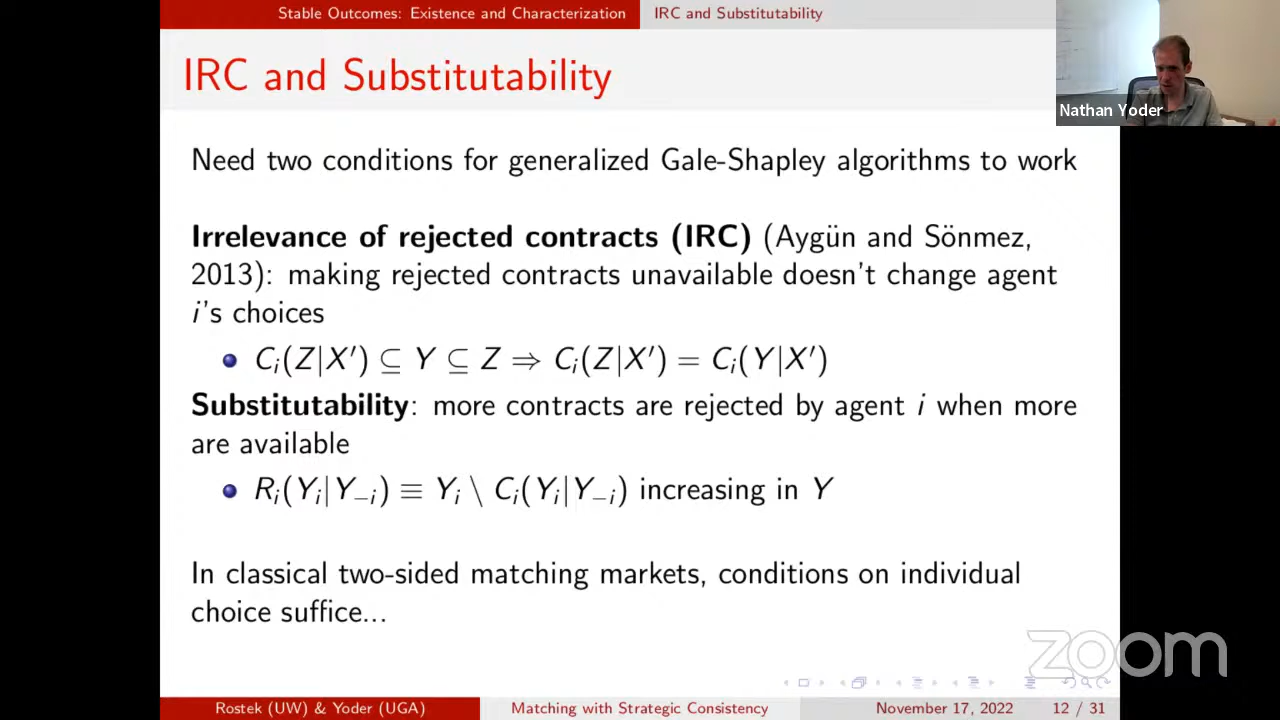 Stable Outcomes: Existence and Characterization IRC and Substitutability
IRC and Substitutability
Nathan Yoder
Need two conditions for generalized Gale-Shapley algorithms to work
Irrelevance of rejected contracts (IRC) (Aygün and Sönmez,
2013): making rejected contracts unavailable doesn't change agent
i's choices
C_i(Z|X′) ⊆ Y ⊆ Z ⇒ C_i(Z|X′) = C_i(Y|X′)
Substitutability: more contracts are rejected by agent i when more
are available
R_i(Y_i|Y_{−i}) ≡ Y_i \ C_i(Y_i|Y_{−i}) increasing in Y
In classical two-sided matching markets, conditions on individual
choice suffice...
zoom
Rostek (UW) & Yoder (UGA) Matching with Strategic Consistency November 17, 2022 12 / 31